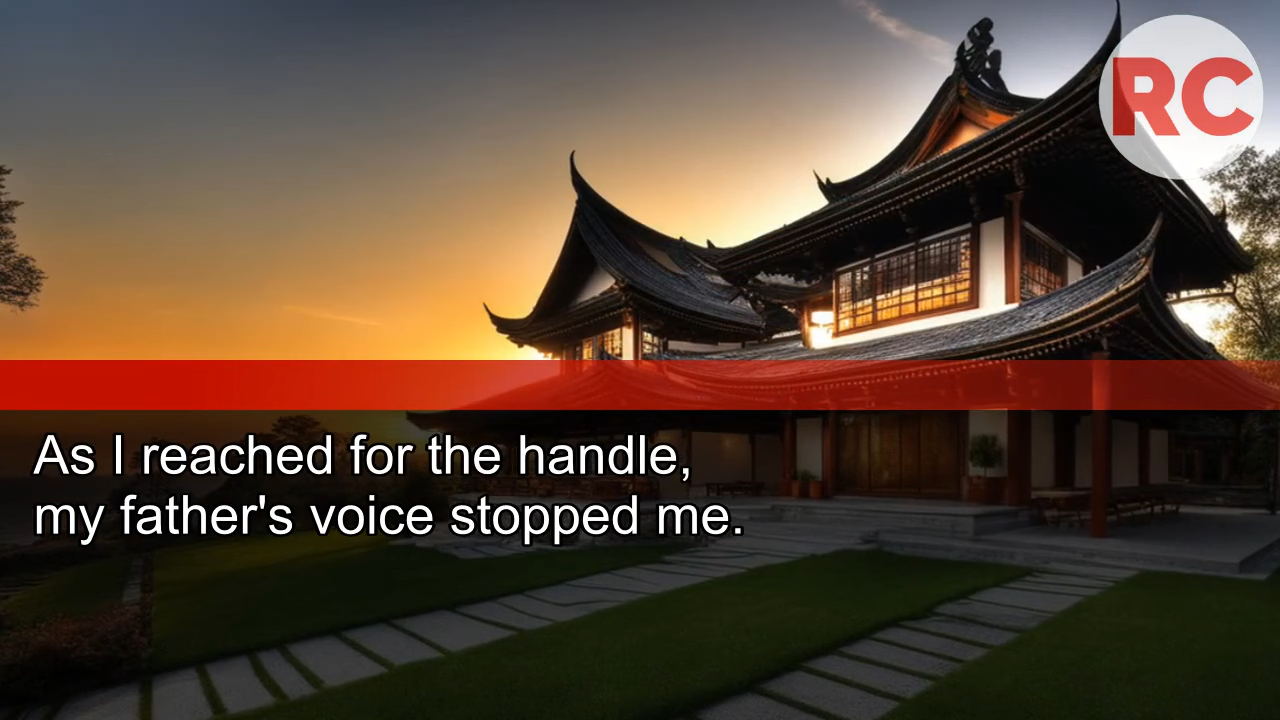 RC
As I reached for the handle,
my father's voice stopped me.